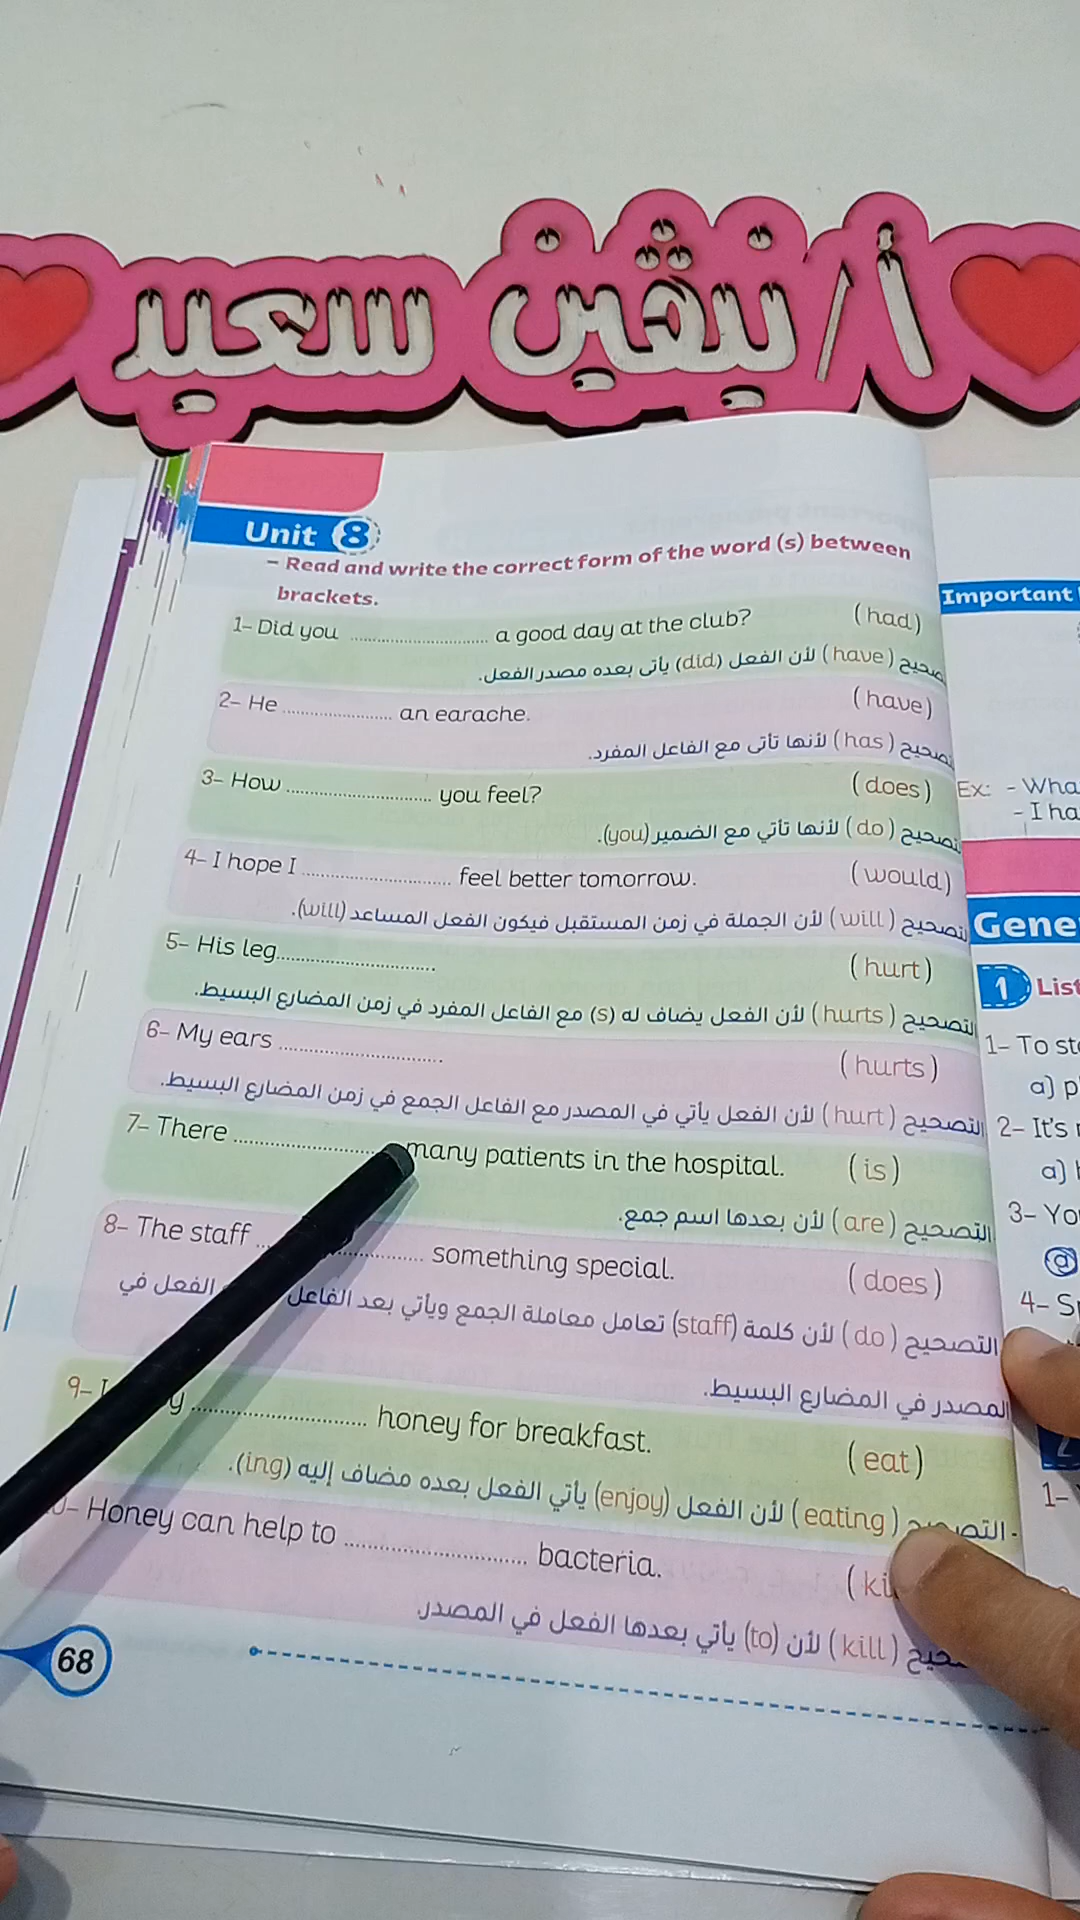 أ/ نيفين سعيد
Unit 8
- Read and write the correct form of the word (s) between
brackets.
1- Did you ........................ a good day at the club? (had)
(have) لأن الفعل (did) يأتى بعده مصدر الفعل.
2- He ........................ an earache. (have)
(has) لأنها تأتى مع الفاعل المفرد.
3- How ........................ you feel? (does)
(do) لأنها تأتي مع الضمير (you).
4- I hope I ........................ feel better tomorrow. (would)
(will) لأن الجملة في زمن المستقبل فيكون الفعل المساعد (will).
5- His leg ........................ (hurt)
التصحيح (hurts) لأن الفعل يضاف له (s) مع الفاعل المفرد في زمن المضارع البسيط.
6- My ears ........................ (hurts)
التصحيح (hurt) لأن الفعل يأتي في المصدر مع الفاعل الجمع في زمن المضارع البسيط.
7- There ........................ many patients in the hospital. (is)
التصحيح (are) لأن بعدها اسم جمع.
8- The staff ........................ something special. (does)
التصحيح (do) لأن كلمة (staff) تعامل معاملة الجمع ويأتي بعد الفاعل الفعل في
المصدر في المضارع البسيط.
9- I ........................ honey for breakfast. (eat)
(eating) لأن الفعل (enjoy) يأتي الفعل بعده مضاف إليه (ing).
Honey can help to ........................ bacteria.
(kill) لأن (to) يأتي بعدها الفعل في المصدر
68
Important
Ex: - Wha
- I ha
Gene
1 List
1- To st
a) p
2- It's
a)
3- Yo
a
4- S
1-